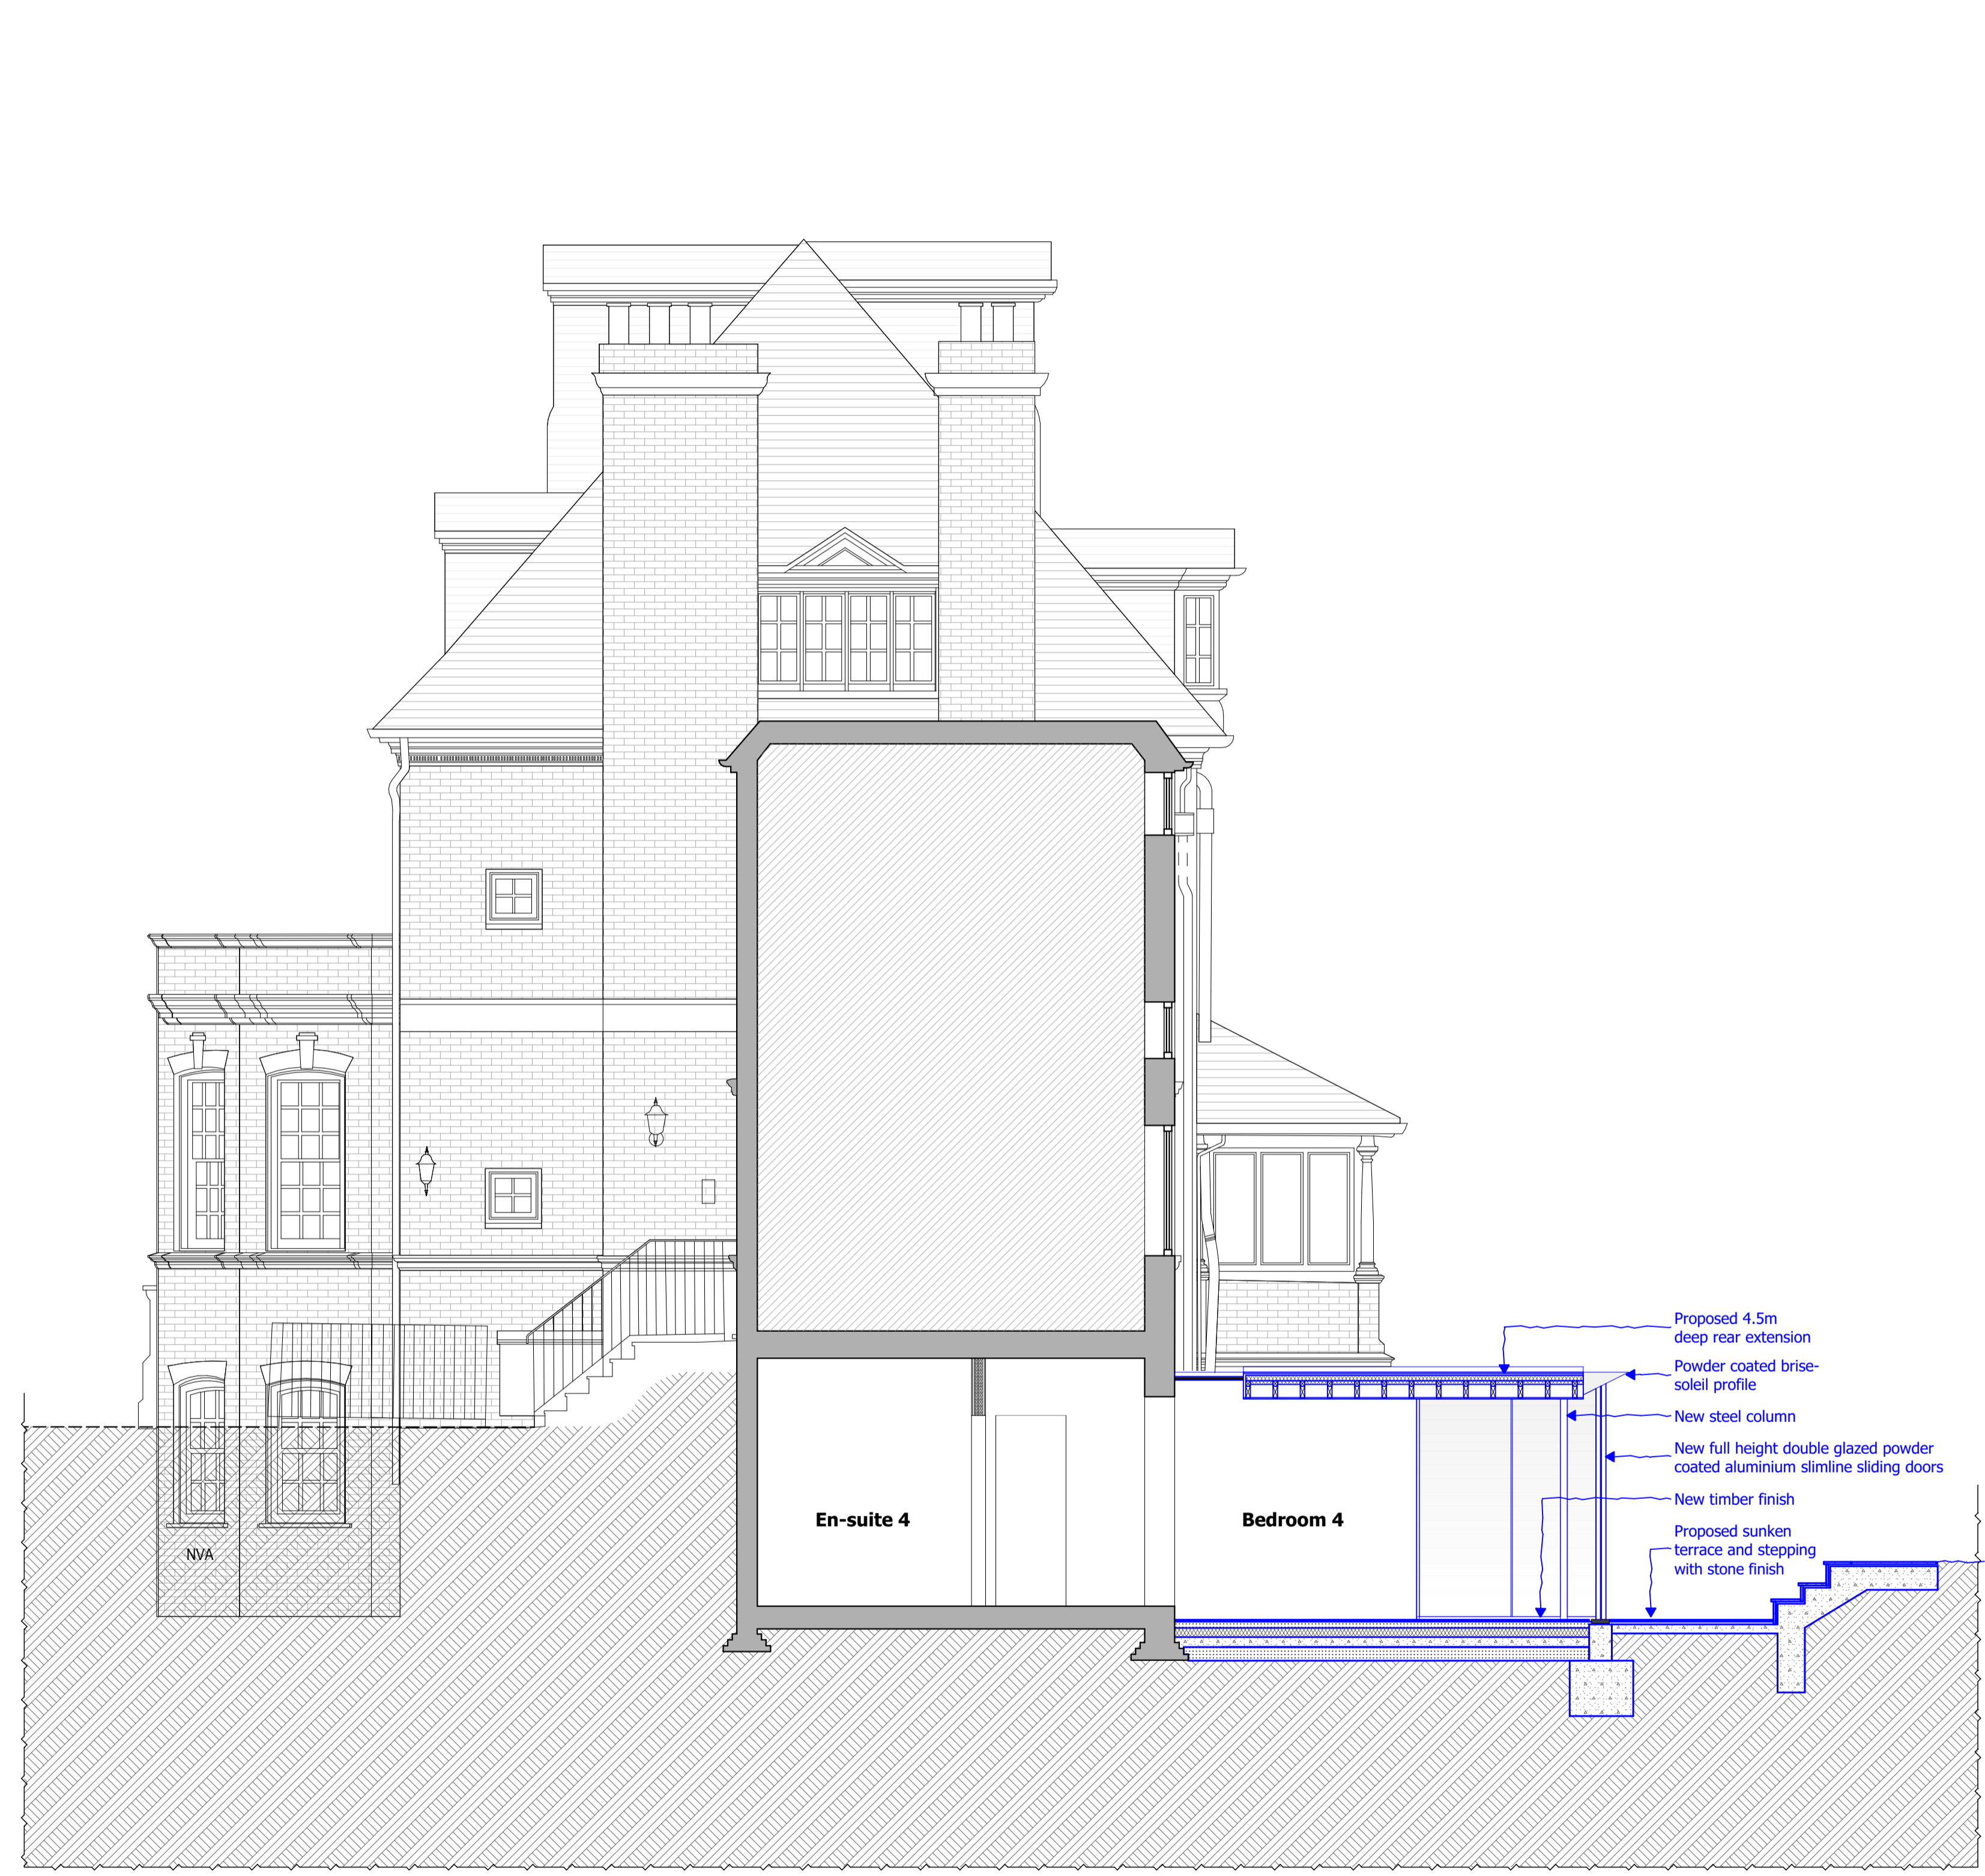 Proposed 4.5m
deep rear extension
Powder coated brise-
soleil profile
New steel column
New full height double glazed powder
coated aluminium slimline sliding doors
New timber finish
Proposed sunken
terrace and stepping
with stone finish
En-suite 4
Bedroom 4
NVA